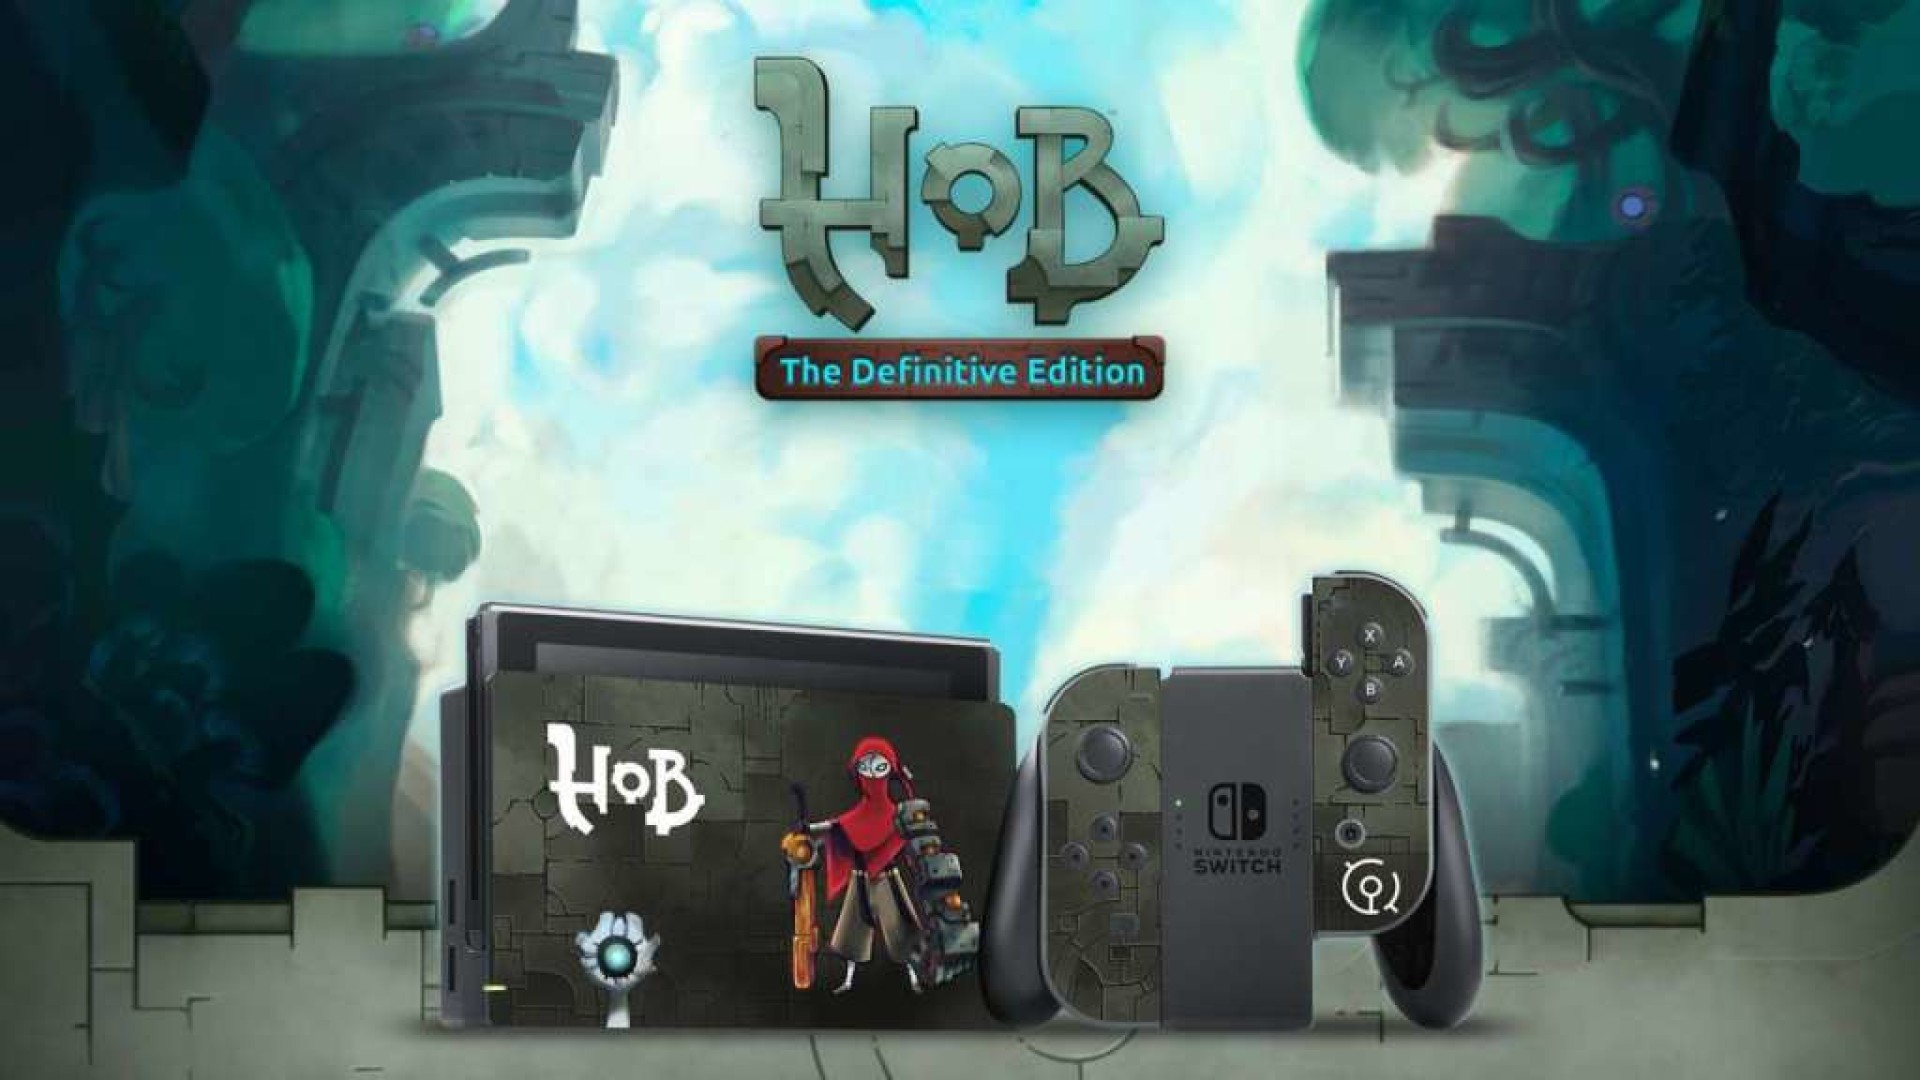 HOB
The Definitive Edition
HOB
X
Y
A
B
NINTENDO
SWITCH